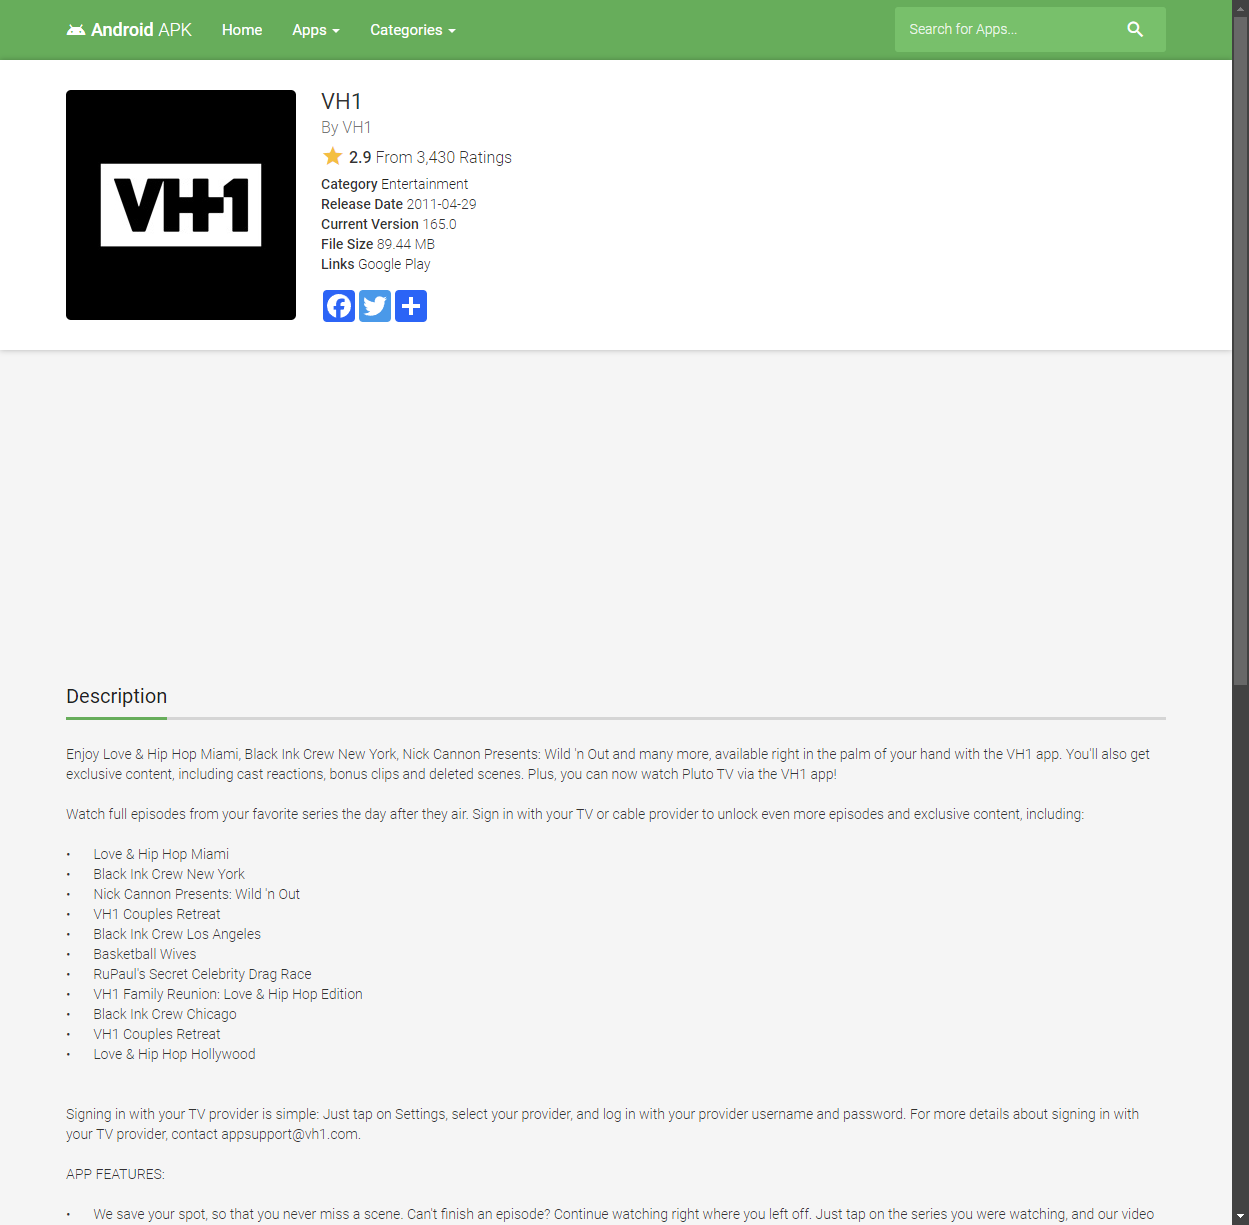 Android APK Home Apps Categories Search for Apps...
VH1
VH1
By VH1
2.9 From 3,430 Ratings
Category Entertainment
Release Date 2011-04-29
Current Version 165.0
File Size 89.44 MB
Links Google Play
Description
Enjoy Love & Hip Hop Miami, Black Ink Crew New York, Nick Cannon Presents: Wild 'n Out and many more, available right in the palm of your hand with the VH1 app. You'll also get
exclusive content, including cast reactions, bonus clips and deleted scenes. Plus, you can now watch Pluto TV via the VH1 app!
Watch full episodes from your favorite series the day after they air. Sign in with your TV or cable provider to unlock even more episodes and exclusive content, including:
• Love & Hip Hop Miami
• Black Ink Crew New York
• Nick Cannon Presents: Wild 'n Out
• VH1 Couples Retreat
• Black Ink Crew Los Angeles
• Basketball Wives
• RuPaul's Secret Celebrity Drag Race
• VH1 Family Reunion: Love & Hip Hop Edition
• Black Ink Crew Chicago
• VH1 Couples Retreat
• Love & Hip Hop Hollywood
Signing in with your TV provider is simple: Just tap on Settings, select your provider, and log in with your provider username and password. For more details about signing in with
your TV provider, contact appsupport@vh1.com.
APP FEATURES:
• We save your spot, so that you never miss a scene. Can't finish an episode? Continue watching right where you left off. Just tap on the series you were watching, and our video